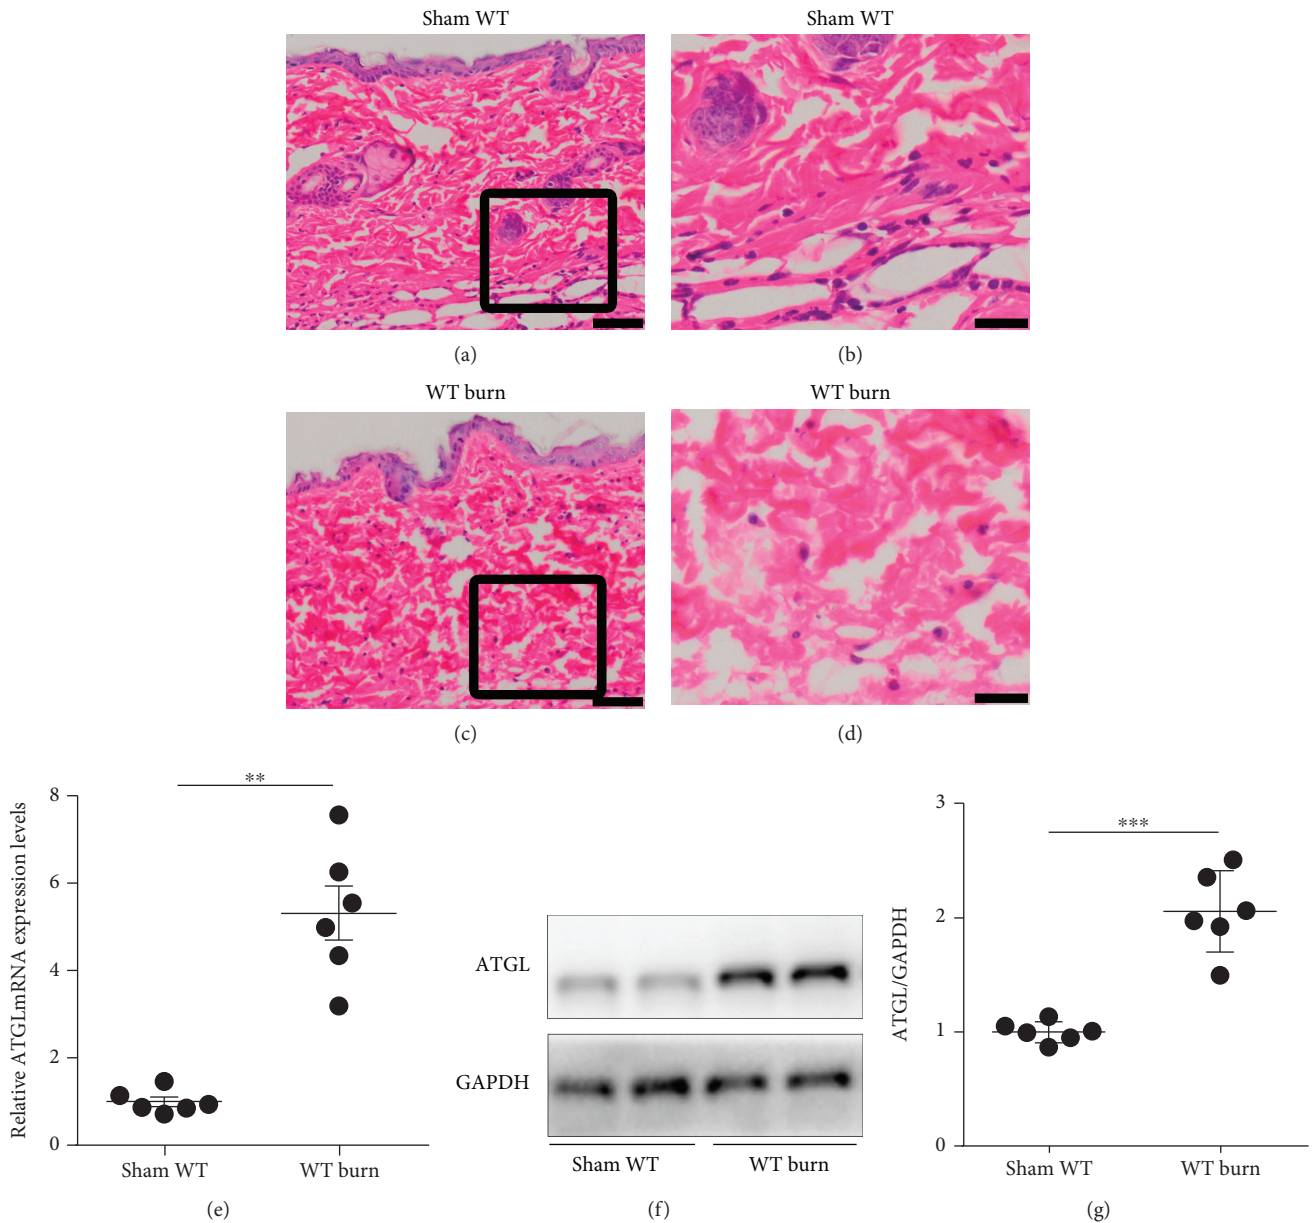 Sham WT
Sham WT
(a)
(b)
WT burn
WT burn
(c)
(d)
Relative ATGLmRNA expression levels
8
6
4
2
0
**
Sham WT
WT burn
(e)
ATGL
GAPDH
Sham WT
WT burn
(f)
ATGL/GAPDH
3
2
1
0
***
Sham WT
WT burn
(g)